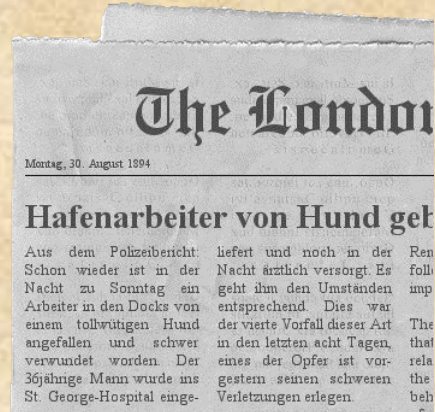 The London
Montag, 30. August 1894
Hafenarbeiter von Hund geb
Aus dem Polizeibericht:
Schon wieder ist in der
Nacht zu Sonntag ein
Arbeiter in den Docks von
einem tollwütigen Hund
angefallen und schwer
verwundet worden. Der
36jährige Mann wurde ins
St. George-Hospital einge-
liefert und noch in der
Nacht ärztlich versorgt. Es
geht ihm den Umständen
entsprechend. Dies war
der vierte Vorfall dieser Art
in den letzten acht Tagen,
eines der Opfer ist vor-
gestern seinen schweren
Verletzungen erlegen.
Ren
follo
imp
The
that
rela
the
beh